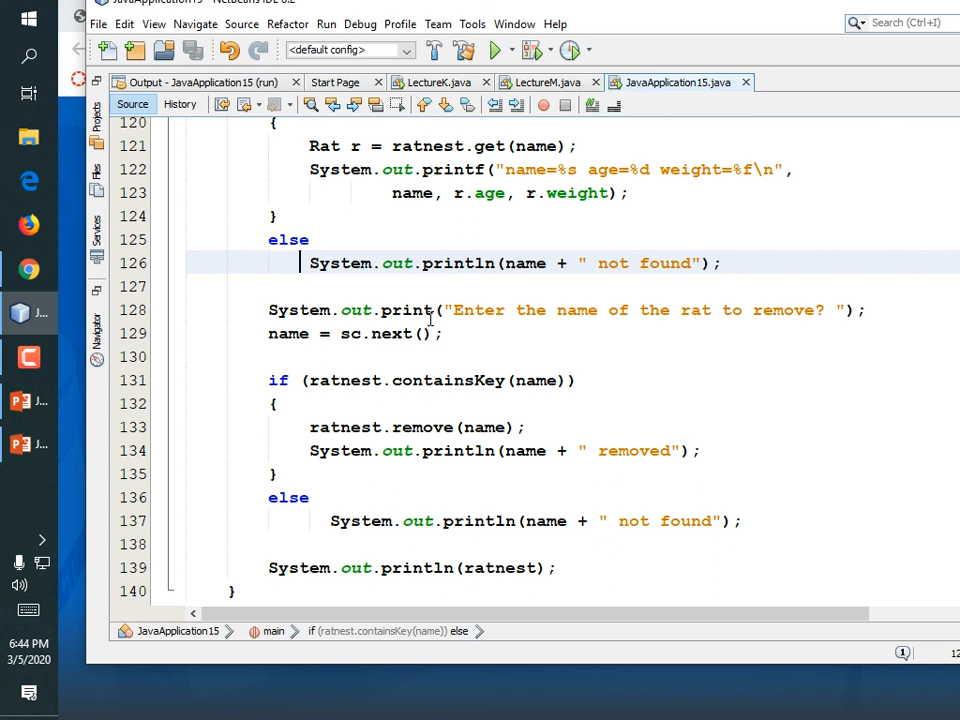 NetBeans IDE 8.2
File Edit View Navigate Source Refactor Run Debug Profile Team Tools Window Help
<default config>
Search (Ctrl+I)
Output - JavaApplication15 (run) Start Page LectureK.java LectureM.java JavaApplication15.java
Source History
Projects
Files
Services
Navigator
120 {
121 Rat r = ratnest.get(name);
122 System.out.printf("name=%s age=%d weight=%f\n",
123 name, r.age, r.weight);
124 }
125 else
126 System.out.println(name + " not found");
127
128 System.out.print("Enter the name of the rat to remove? ");
129 name = sc.next();
130
131 if (ratnest.containsKey(name))
132 {
133 ratnest.remove(name);
134 System.out.println(name + " removed");
135 }
136 else
137 System.out.println(name + " not found");
138
139 System.out.println(ratnest);
140 }
JavaApplication15 main if (ratnest.containsKey(name)) else
1 12
J...
J...
J...
6:44 PM
3/5/2020